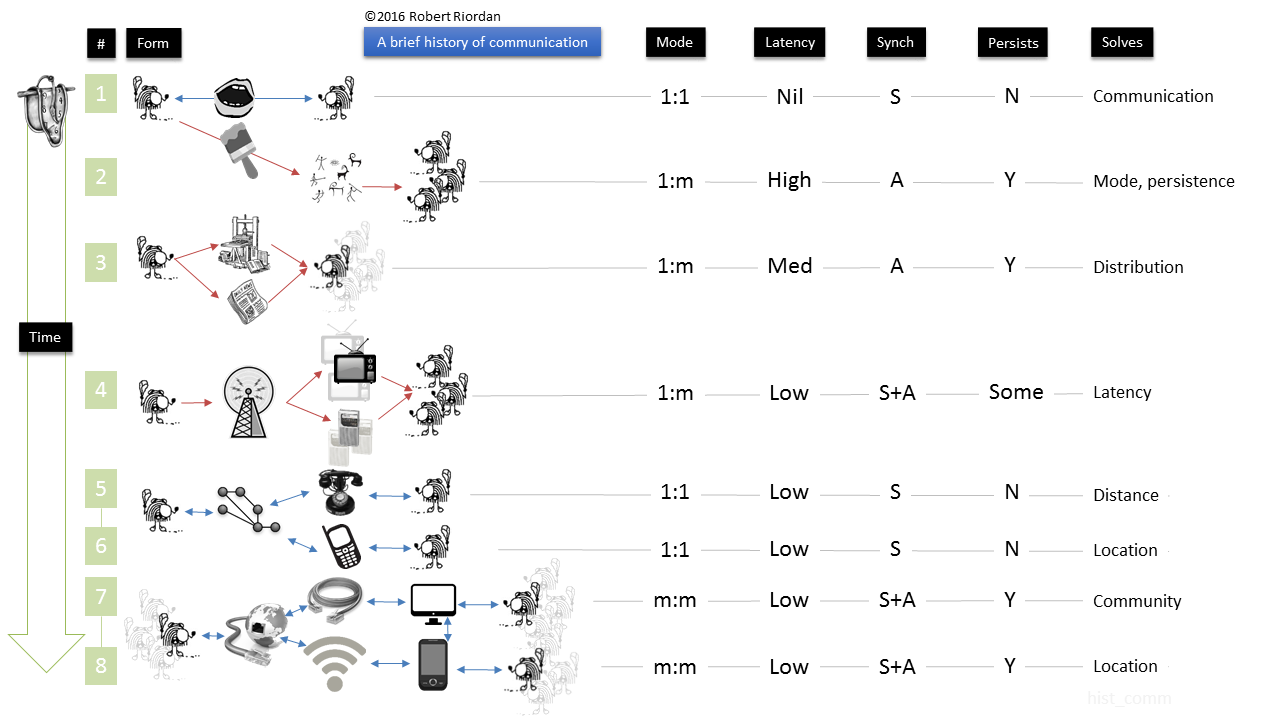 ©2016 Robert Riordan
# Form A brief history of communication Mode Latency Synch Persists Solves
1 1:1 Nil S N Communication
2 1:m High A Y Mode, persistence
3 1:m Med A Y Distribution
Time
4 1:m Low S+A Some Latency
5 1:1 Low S N Distance
6 1:1 Low S N Location
7 m:m Low S+A Y Community
8 m:m Low S+A Y Location
hist_comm